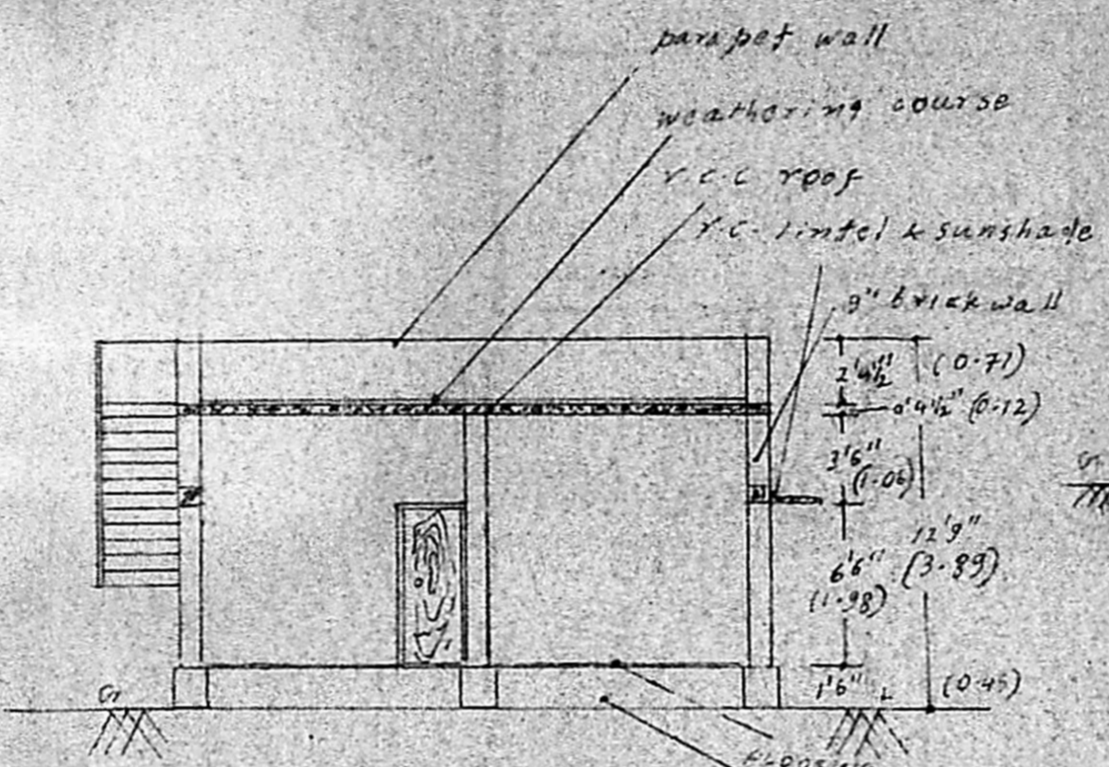 parapet wall
weathering course
r.c.c roof
r.c. lintel & sunshade
9" brick wall
2'4½" (0.71)
0'4½" (0.12)
3'6"
(1.06)
12'9"
(3.89)
6'6"
(1.98)
1'6" (0.45)